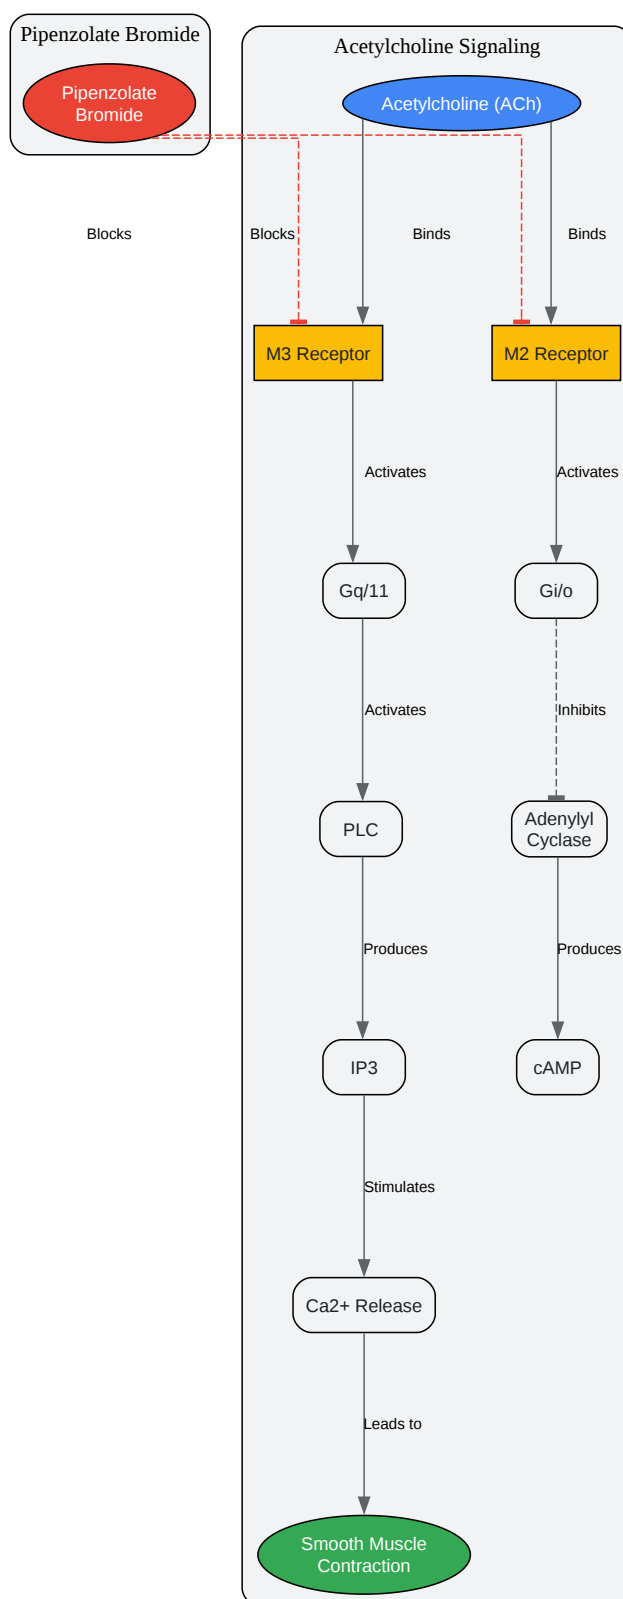 Pipenzolate Bromide
Acetylcholine Signaling
Pipenzolate
Bromide
Acetylcholine (ACh)
Blocks
Blocks
Binds
Binds
M3 Receptor
M2 Receptor
Activates
Activates
Gq/11
Gi/o
Activates
Inhibits
PLC
Adenylyl
Cyclase
Produces
Produces
IP3
cAMP
Stimulates
Ca2+ Release
Leads to
Smooth Muscle
Contraction